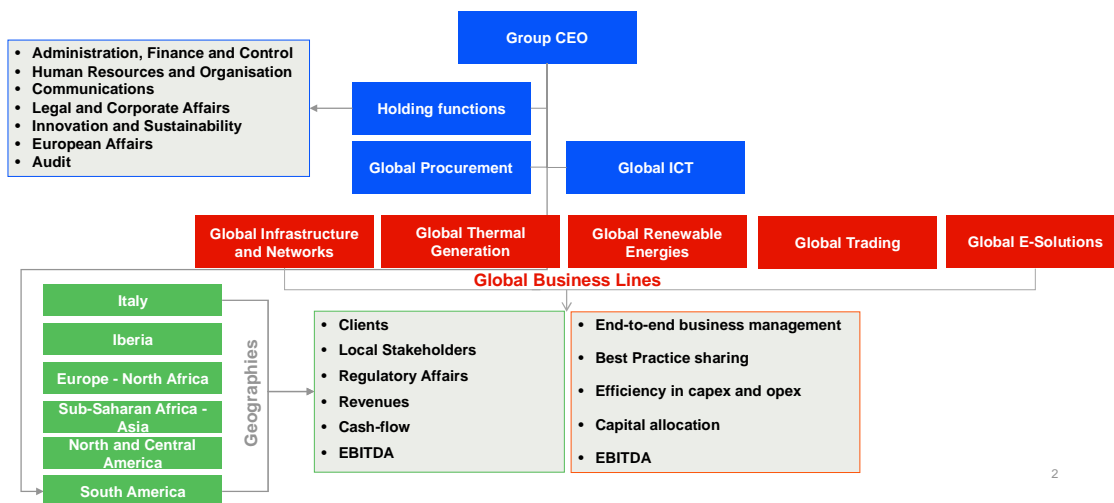 Group CEO
• Administration, Finance and Control
• Human Resources and Organisation
• Communications
• Legal and Corporate Affairs
• Innovation and Sustainability
• European Affairs
• Audit
Holding functions
Global Procurement
Global ICT
Global Infrastructure
and Networks
Global Thermal
Generation
Global Renewable
Energies
Global Trading
Global E-Solutions
Global Business Lines
Italy
Iberia
Europe - North Africa
Sub-Saharan Africa -
Asia
North and Central
America
South America
Geographies
• Clients
• Local Stakeholders
• Regulatory Affairs
• Revenues
• Cash-flow
• EBITDA
• End-to-end business management
• Best Practice sharing
• Efficiency in capex and opex
• Capital allocation
• EBITDA
2